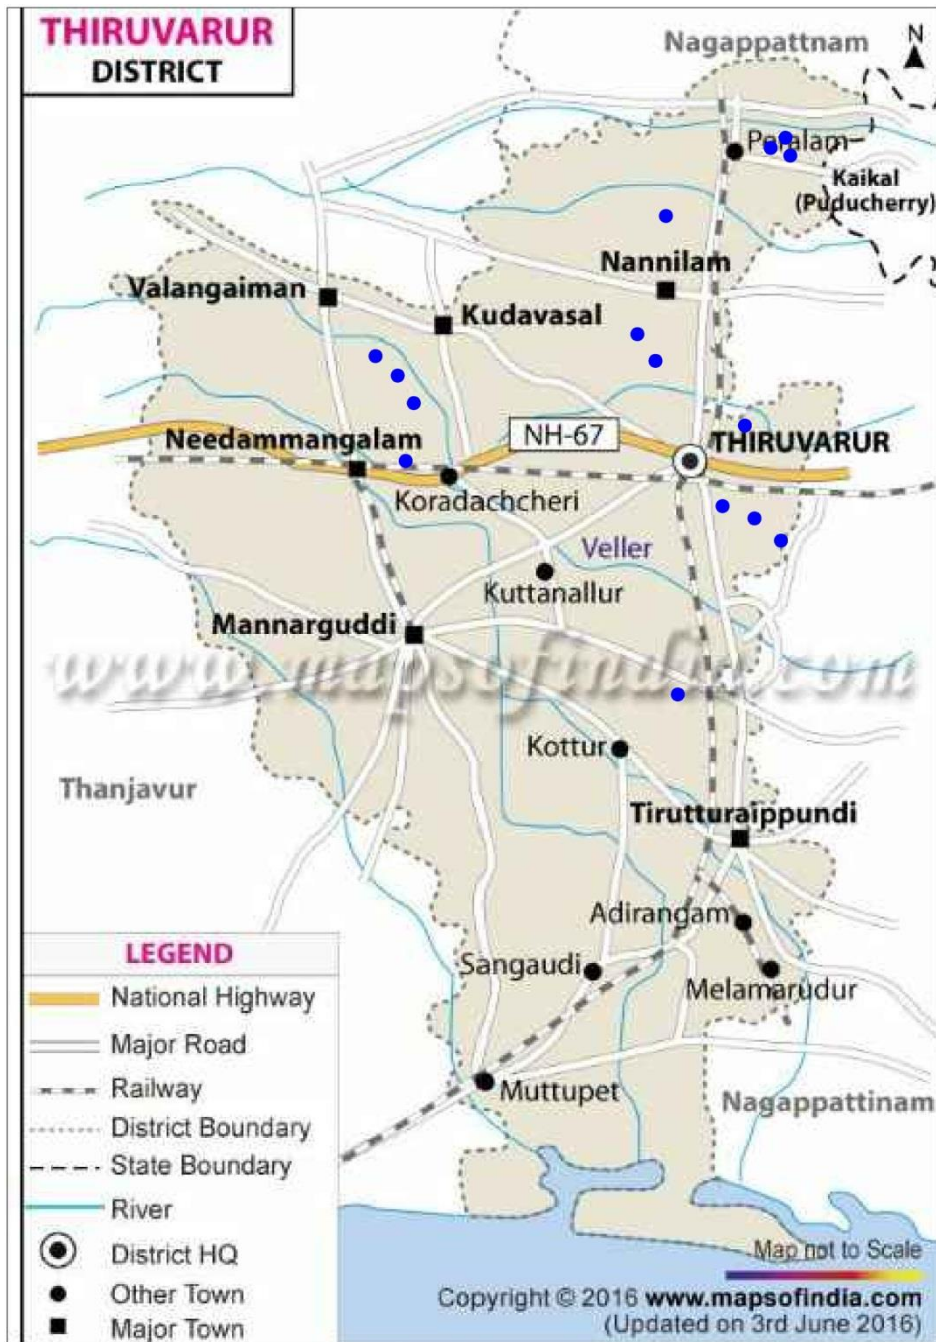 THIRUVARUR
DISTRICT
Nagappattnam
N
Peralam
Kaikal
(Puducherry)
Nannilam
Valangaiman
Kudavasal
NH-67
Needammangalam
THIRUVARUR
Koradachcheri
Veller
Kuttanallur
Mannarguddi
www.mapsofindia.com
Kottur
Thanjavur
Tirutturaippundi
Adirangam
Sangaudi
Melamarudur
Muttupet
Nagappattinam
LEGEND
National Highway
Major Road
Railway
District Boundary
State Boundary
River
District HQ
Other Town
Major Town
Map not to Scale
Copyright © 2016 www.mapsofindia.com
(Updated on 3rd June 2016)